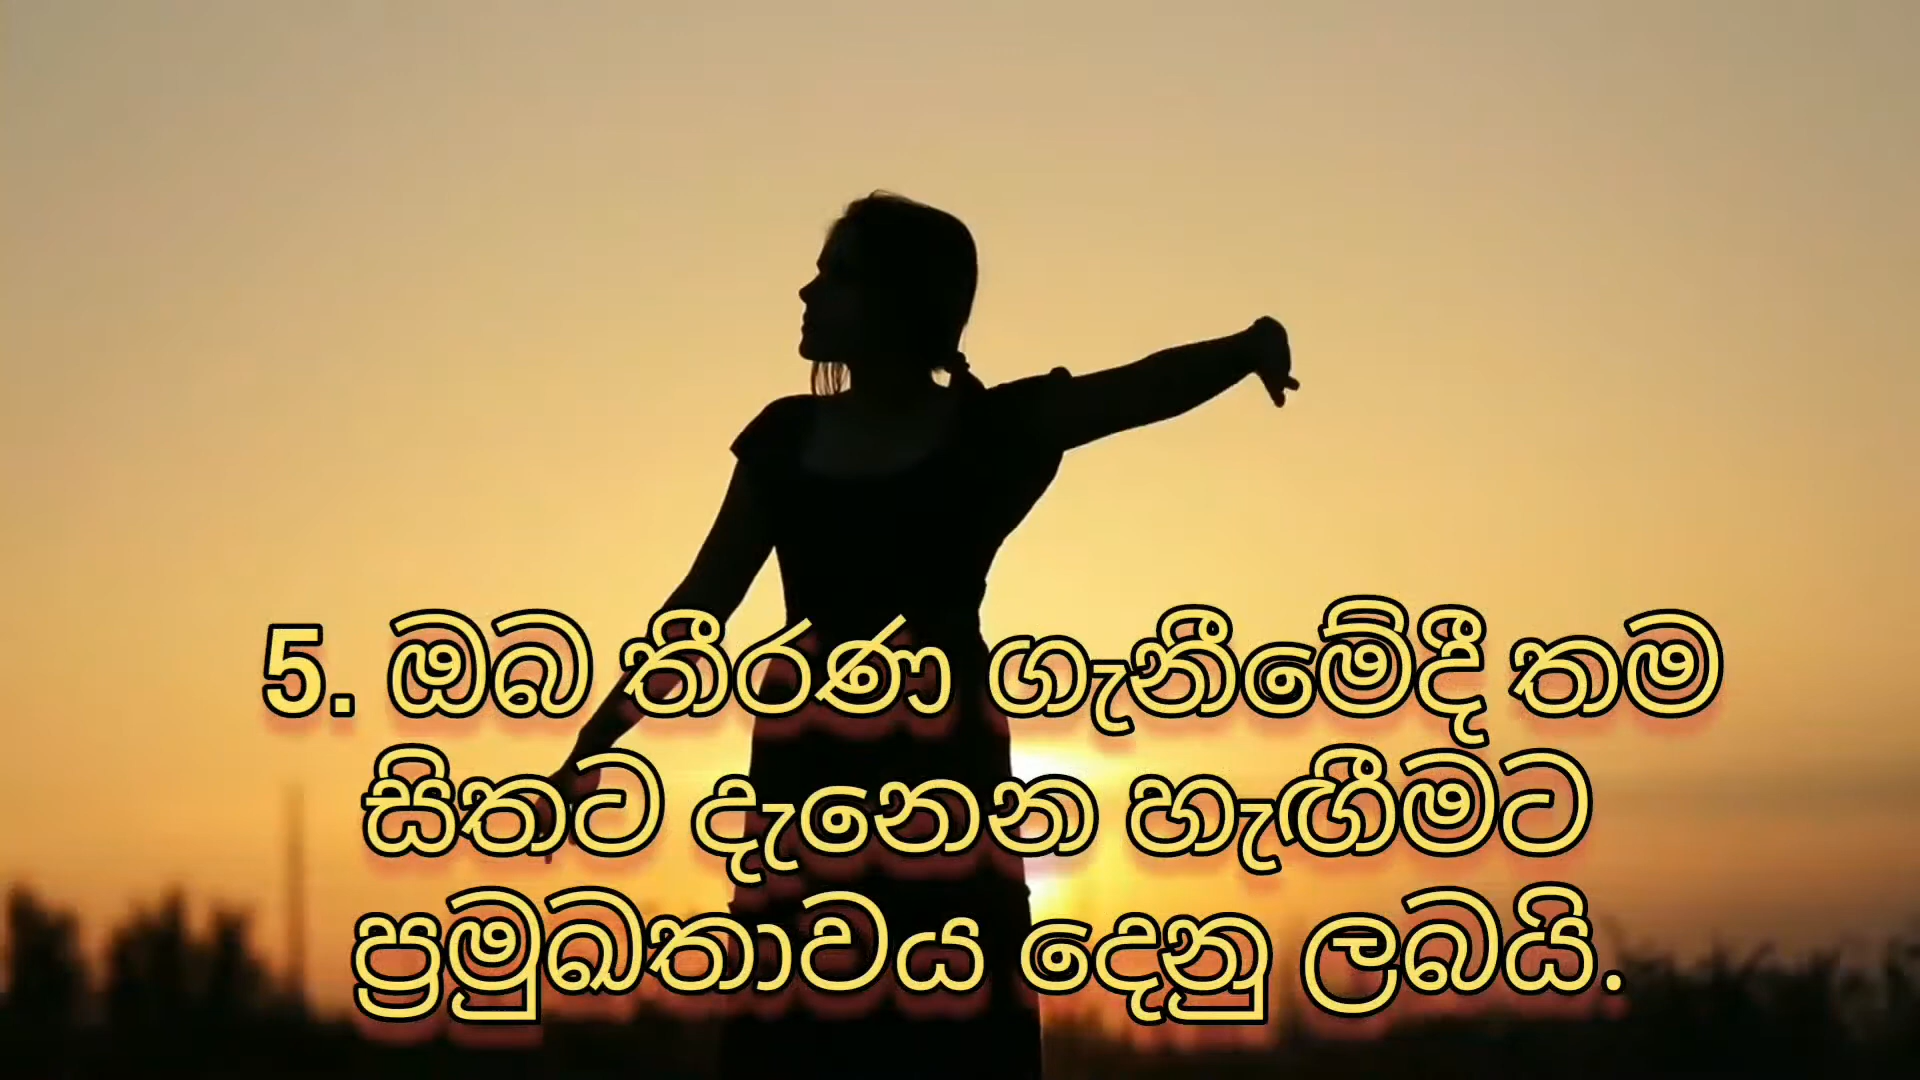 5. ඔබ තීරණ ගැනීමේදී තම
සිතට දැනෙන හැඟීමට
ප්‍රමුඛතාවය දෙනු ලබයි.